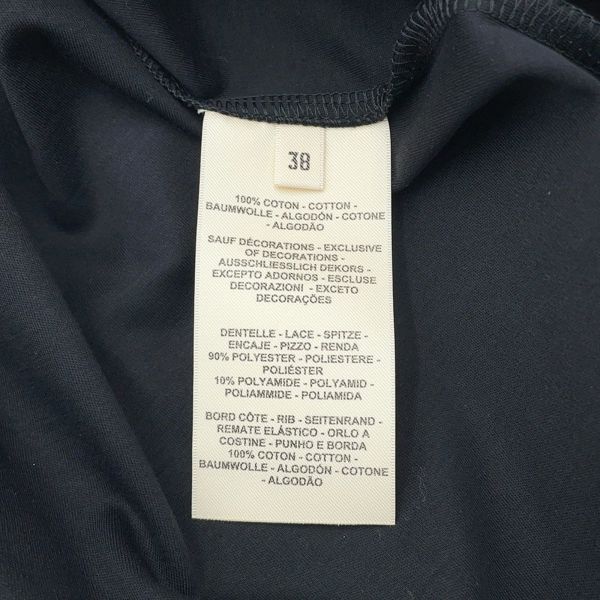 38
100% COTON - COTTON -
BAUMWOLLE - ALGODÓN - COTONE
- ALGODÃO
SAUF DÉCORATIONS - EXCLUSIVE
OF DECORATIONS -
AUSSCHLIESSLICH DEKORS -
EXCEPTO ADORNOS - ESCLUSE
DECORAZIONI - EXCETO
DECORAÇÕES
DENTELLE - LACE - SPITZE -
ENCAJE - PIZZO - RENDA
90% POLYESTER - POLIESTERE -
POLIÉSTER
10% POLYAMIDE - POLYAMID -
POLIAMMIDE - POLIAMIDA
BORD CÔTE - RIB - SEITENRAND -
REMATE ELÁSTICO - ORLO A
COSTINE - PUNHO E BORDA
100% COTON - COTTON -
BAUMWOLLE - ALGODÓN - COTONE
- ALGODÃO